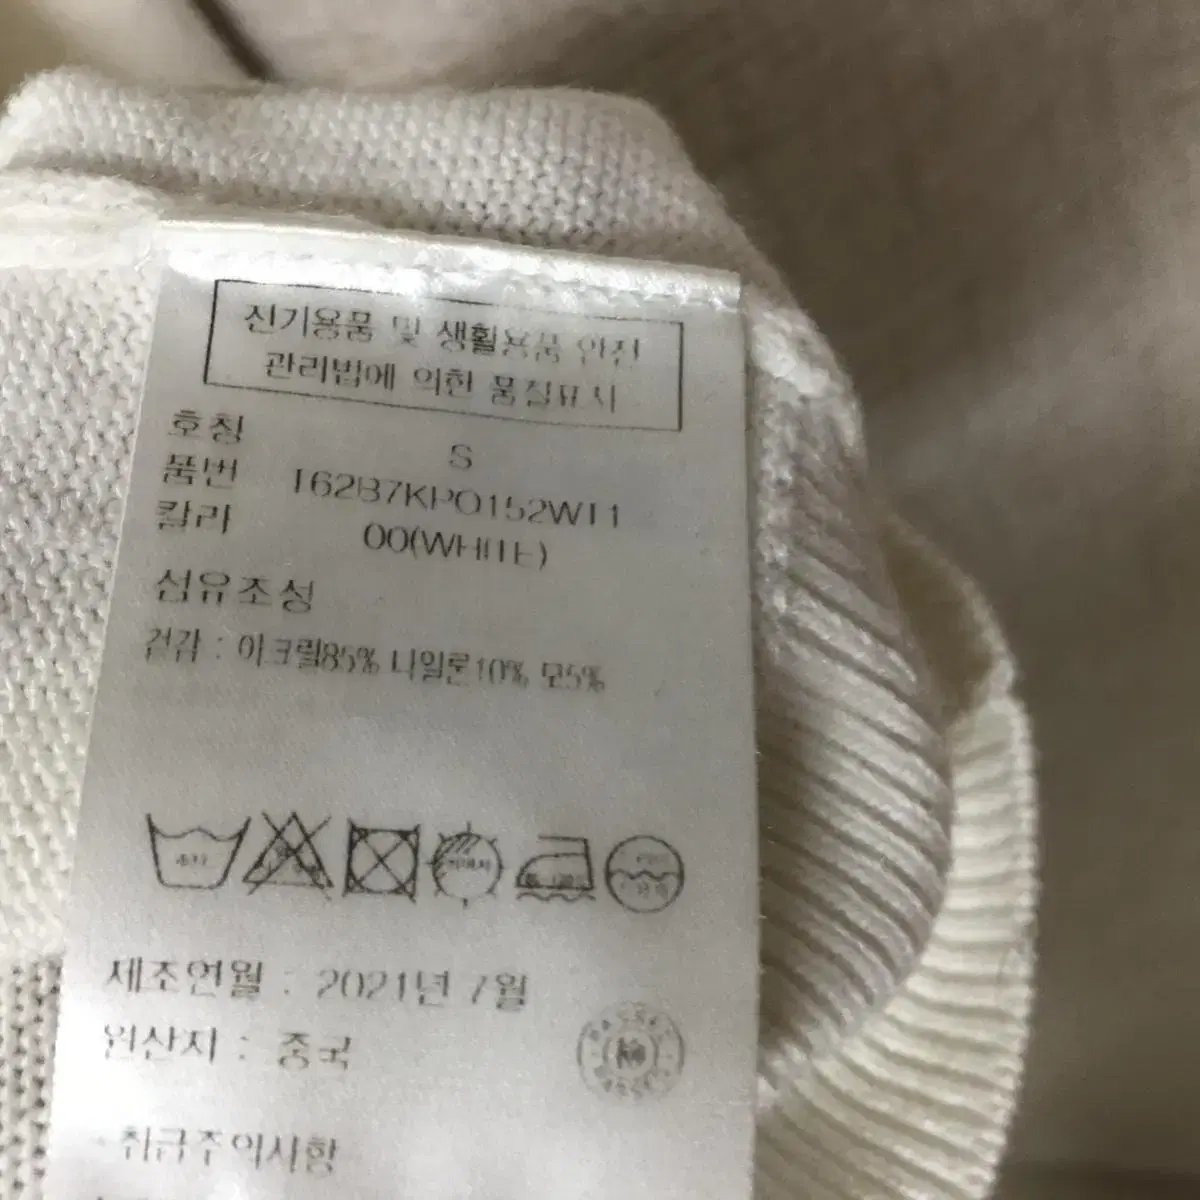 전기용품 및 생활용품 안전
관리법에 의한 품질표시
호칭 S
품번 T62B7KPO152WT1
칼라 00(WHITE)
섬유조성
겉감 : 아크릴85% 나일론10% 모5%
제조연월 : 2021년 7월
원산지 : 중국
취급주의사항